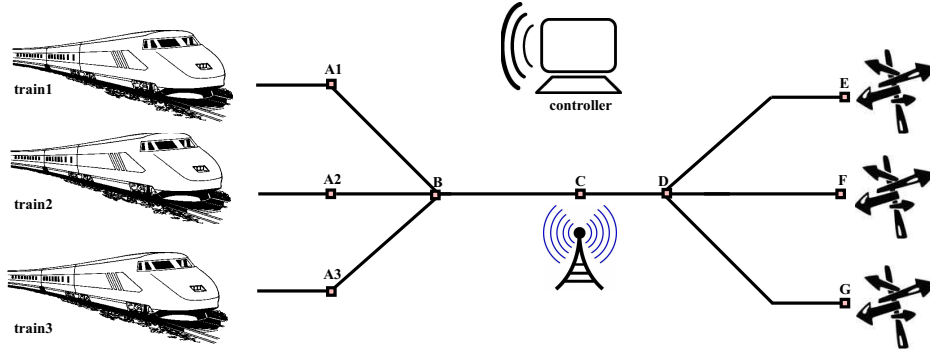 A1
train1
controller
E
A2
train2
B
C
D
F
A3
train3
G